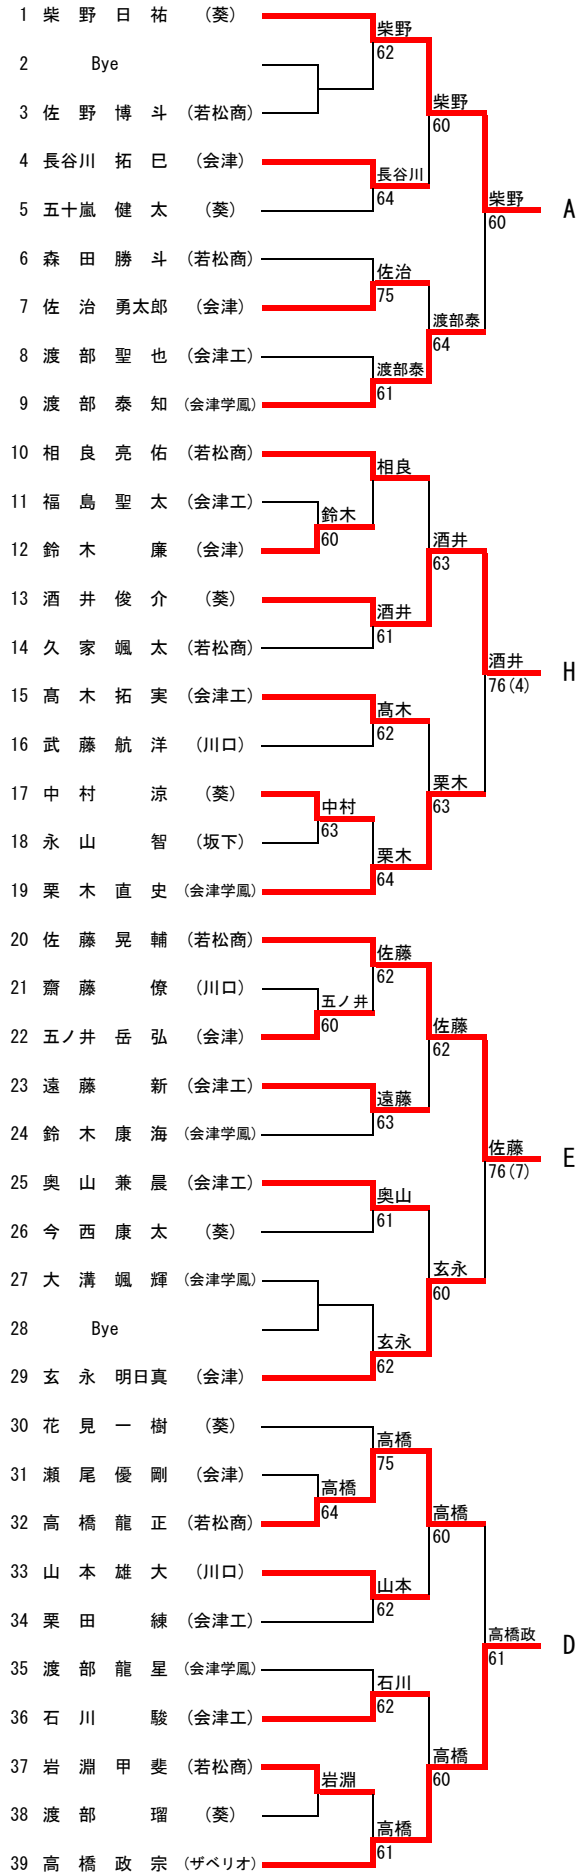 1 柴 野 日 祐 (葵)
柴野
62
2 Bye
柴野
60
3 佐 野 博 斗 (若松商)
4 長谷川 拓 巳 (会津)
長谷川
64
柴野
60
A
5 五十嵐 健 太 (葵)
6 森 田 勝 斗 (若松商)
佐治
75
7 佐 治 勇太郎 (会津)
渡部泰
64
8 渡 部 聖 也 (会津工)
渡部泰
61
9 渡 部 泰 知 (会津学鳳)
10 相 良 亮 佑 (若松商)
相良
11 福 島 聖 太 (会津工)
鈴木
60
12 鈴 木 廉 (会津)
酒井
63
13 酒 井 俊 介 (葵)
酒井
61
14 久 家 颯 太 (若松商)
酒井
76(4)
H
15 髙 木 拓 実 (会津工)
髙木
62
16 武 藤 航 洋 (川口)
栗木
63
17 中 村 涼 (葵)
中村
63
18 永 山 智 (坂下)
栗木
64
19 栗 木 直 史 (会津学鳳)
20 佐 藤 晃 輔 (若松商)
佐藤
62
21 齋 藤 僚 (川口)
五ノ井
60
22 五ノ井 岳 弘 (会津)
佐藤
62
23 遠 藤 新 (会津工)
遠藤
63
24 鈴 木 康 海 (会津学鳳)
佐藤
76(7)
E
25 奥 山 兼 晨 (会津工)
奥山
61
26 今 西 康 太 (葵)
27 大 溝 颯 輝 (会津学鳳)
玄永
60
28 Bye
玄永
62
29 玄 永 明日真 (会津)
30 花 見 一 樹 (葵)
高橋
75
31 瀬 尾 優 剛 (会津)
高橋
64
32 高 橋 龍 正 (若松商)
高橋
60
33 山 本 雄 大 (川口)
山本
62
34 栗 田 練 (会津工)
高橋政
61
D
35 渡 部 龍 星 (会津学鳳)
石川
62
36 石 川 駿 (会津工)
高橋
60
37 岩 淵 甲 斐 (若松商)
岩淵
38 渡 部 瑠 (葵)
高橋
61
39 高 橋 政 宗 (ザベリオ)